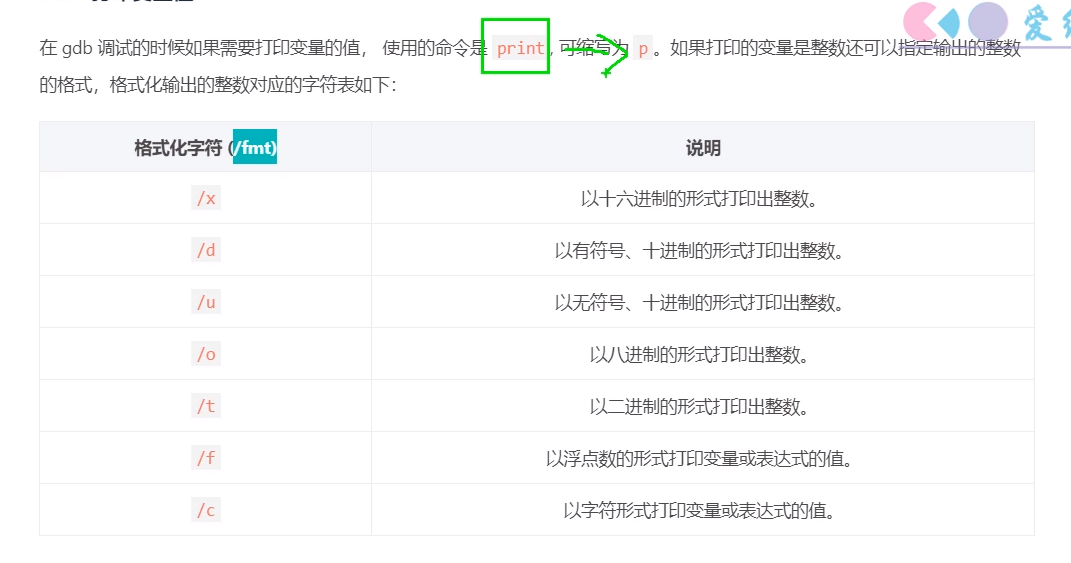 在 gdb 调试的时候如果需要打印变量的值， 使用的命令是 print, 可缩写为 p。如果打印的变量是整数还可以指定输出的整数
的格式，格式化输出的整数对应的字符表如下：
格式化字符 (/fmt) 说明
/x 以十六进制的形式打印出整数。
/d 以有符号、十进制的形式打印出整数。
/u 以无符号、十进制的形式打印出整数。
/o 以八进制的形式打印出整数。
/t 以二进制的形式打印出整数。
/f 以浮点数的形式打印变量或表达式的值。
/c 以字符形式打印变量或表达式的值。
爱